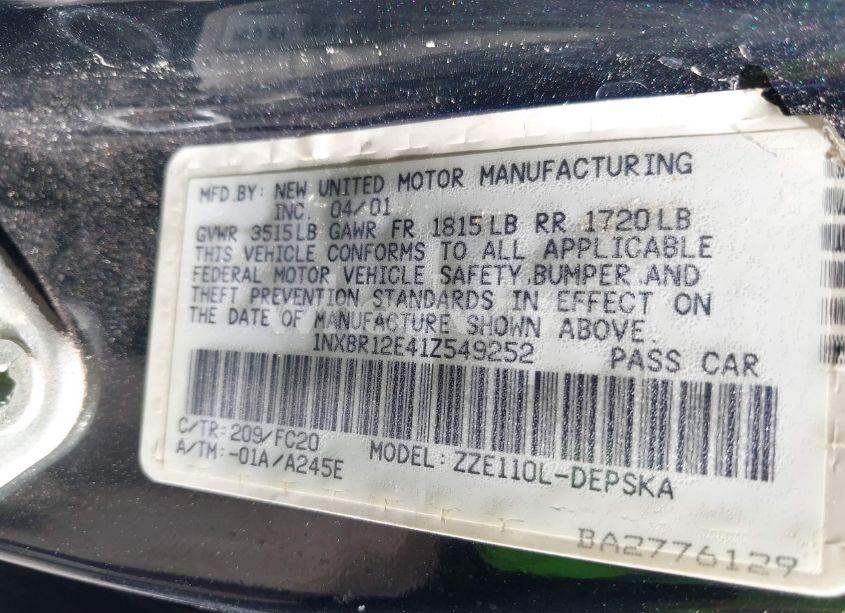 MFD.BY: NEW UNITED MOTOR MANUFACTURING
INC. 04/01
GVWR 3515LB GAWR FR 1815LB RR 1720LB
THIS VEHICLE CONFORMS TO ALL APPLICABLE
FEDERAL MOTOR VEHICLE SAFETY,BUMPER,AND
THEFT PREVENTION STANDARDS IN EFFECT ON
THE DATE OF MANUFACTURE SHOWN ABOVE.
1NXBR12E41Z549252 PASS CAR
C/TR: 209/FC20
A/TM: -01A/A245E
MODEL: ZZE110L-DEPSKA
BA2776129